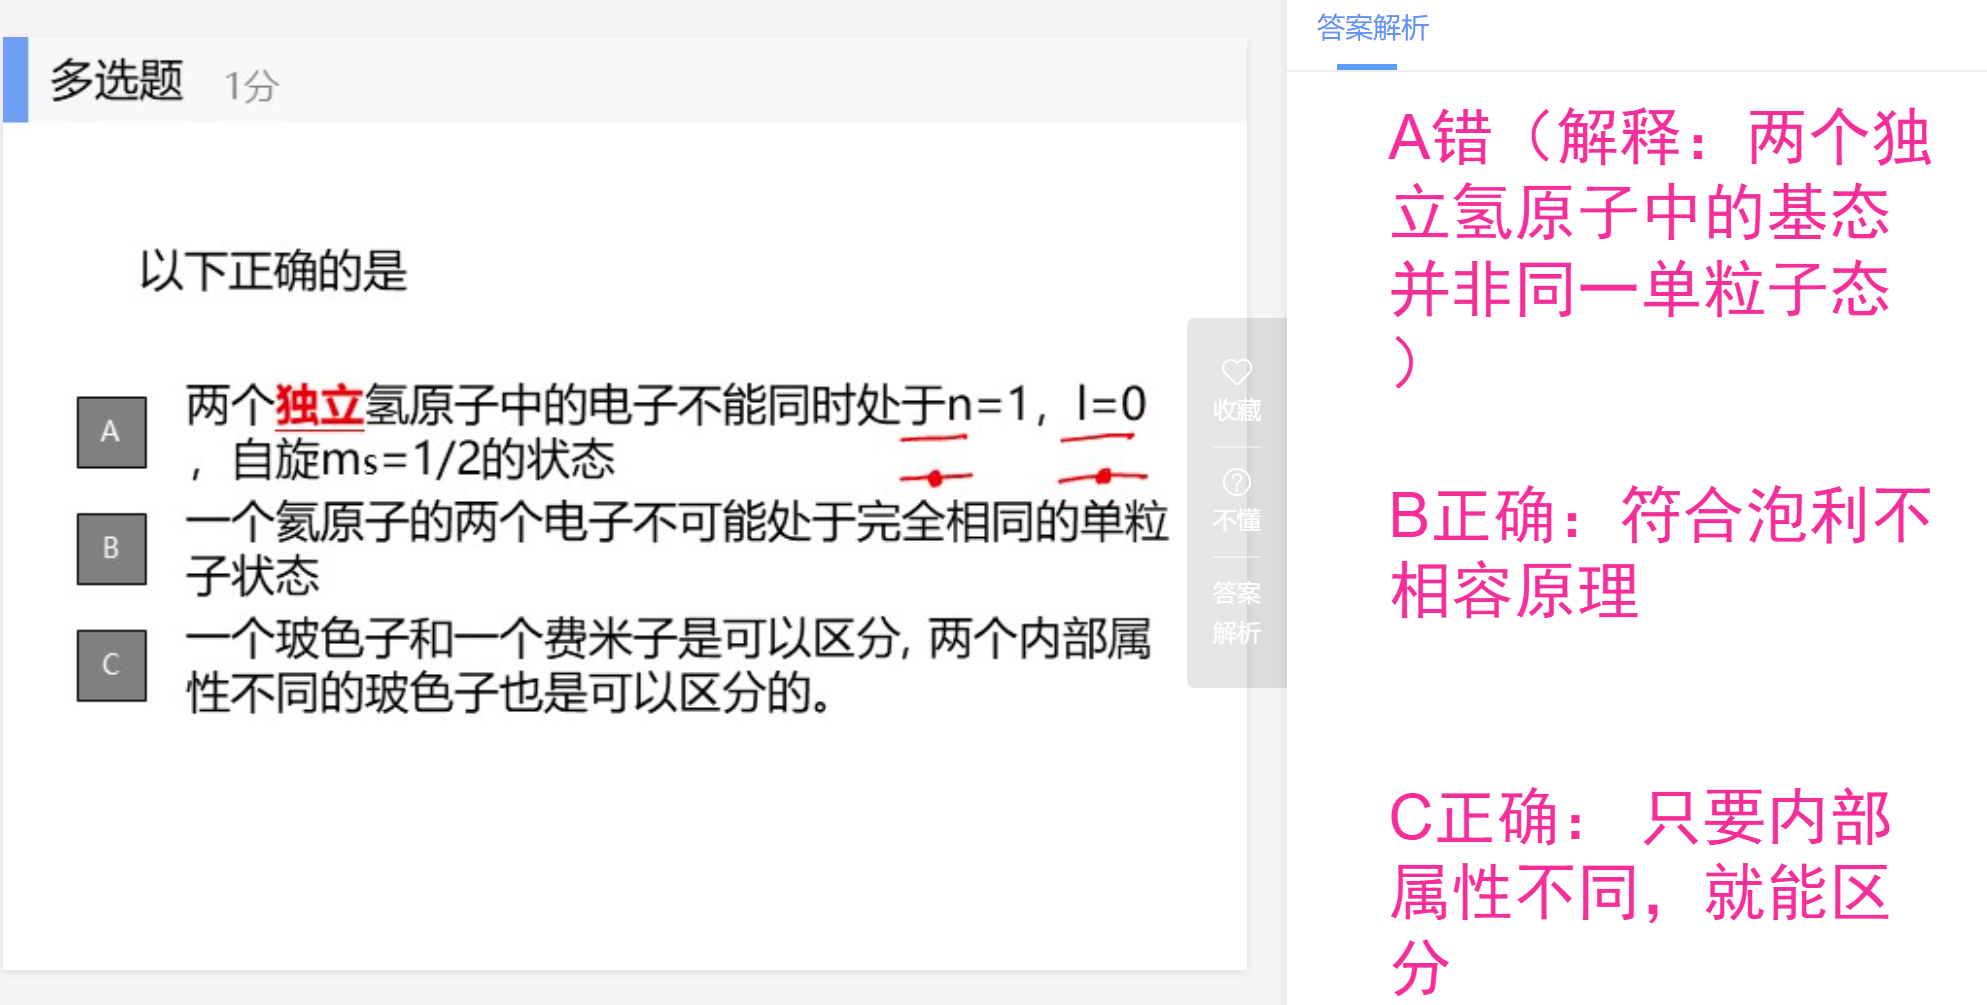 多选题 1分
以下正确的是
A
两个独立氢原子中的电子不能同时处于n=1，l=0
，自旋ms=1/2的状态
B
一个氦原子的两个电子不可能处于完全相同的单粒
子状态
C
一个玻色子和一个费米子是可以区分, 两个内部属
性不同的玻色子也是可以区分的。
收藏
不懂
答案
解析
答案解析
A错（解释：两个独
立氢原子中的基态
并非同一单粒子态
）
B正确：符合泡利不
相容原理
C正确： 只要内部
属性不同，就能区
分